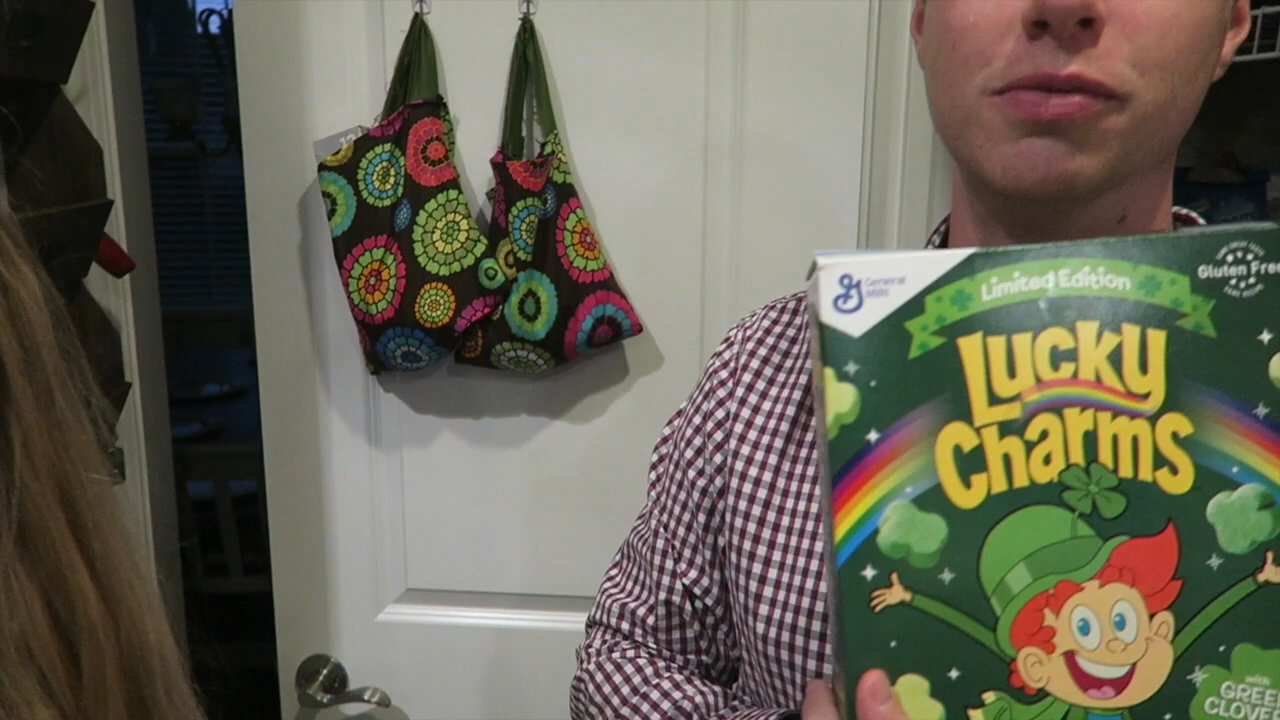 General
Mills
Limited Edition
Gluten Free
Lucky
Charms
with
GREEN
CLOVER